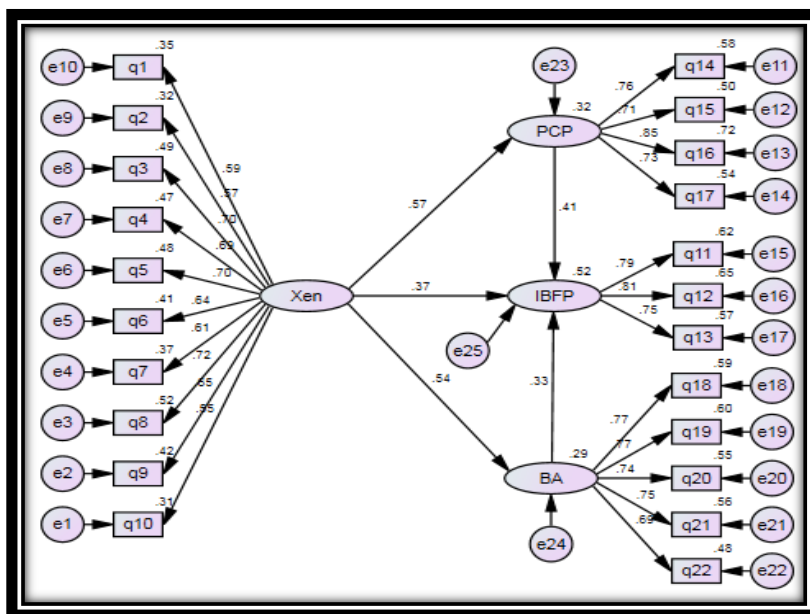 .35
e10 q1
.32
e9 q2
.49
e8 q3
.47
e7 q4
.48
e6 q5
.41
e5 q6
.37
e4 q7
.52
e3 q8
.42
e2 q9
.31
e1 q10
.59
.57
.70
.69
.70
.64
.61
.72
.55
Xen
.57
.37
.54
e23
.32
PCP
.41
.52
IBFP
e25
.33
.29
BA
e24
.76
.71
.85
.73
.58
q14 e11
.50
q15 e12
.72
q16 e13
.54
q17 e14
.79
.81
.75
.62
q11 e15
.65
q12 e16
.57
q13 e17
.77
.77
.74
.75
.69
.59
q18 e18
.60
q19 e19
.55
q20 e20
.56
q21 e21
.48
q22 e22